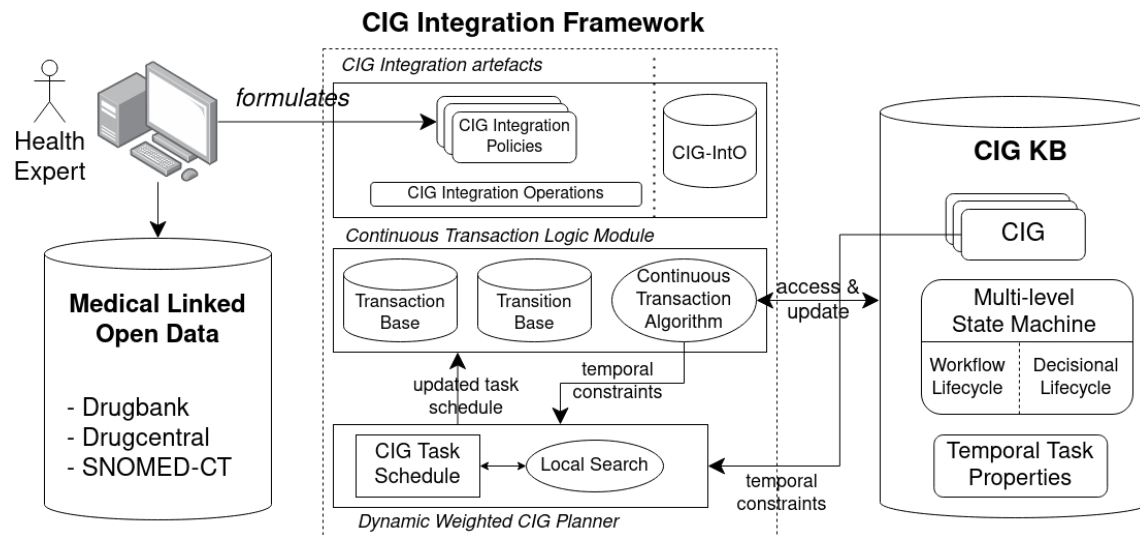 CIG Integration Framework
CIG Integration artefacts
formulates
Health
Expert
CIG Integration
Policies
CIG-IntO
CIG Integration Operations
CIG KB
CIG
Multi-level
State Machine
Workflow
Lifecycle
Decisional
Lifecycle
Temporal Task
Properties
Medical Linked
Open Data
- Drugbank
- Drugcentral
- SNOMED-CT
Continuous Transaction Logic Module
Transaction
Base
Transition
Base
Continuous
Transaction
Algorithm
access &
update
updated task
schedule
temporal
constraints
CIG Task
Schedule
Local Search
temporal
constraints
Dynamic Weighted CIG Planner